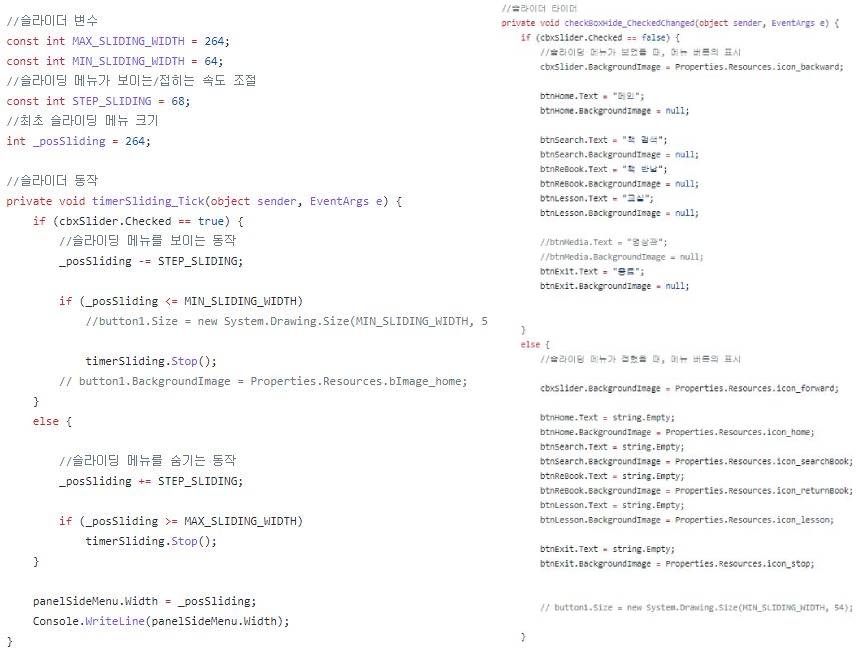 //슬라이더 변수
const int MAX_SLIDING_WIDTH = 264;
const int MIN_SLIDING_WIDTH = 64;
//슬라이딩 메뉴가 보이는/접히는 속도 조절
const int STEP_SLIDING = 68;
//최초 슬라이딩 메뉴 크기
int _posSliding = 264;
//슬라이더 동작
private void timerSliding_Tick(object sender, EventArgs e) {
if (cbxSlider.Checked == true) {
//슬라이딩 메뉴를 보이는 동작
_posSliding -= STEP_SLIDING;
if (_posSliding <= MIN_SLIDING_WIDTH)
//button1.Size = new System.Drawing.Size(MIN_SLIDING_WIDTH, 5
timerSliding.Stop();
// button1.BackgroundImage = Properties.Resources.bImage_home;
}
else {
//슬라이딩 메뉴를 숨기는 동작
_posSliding += STEP_SLIDING;
if (_posSliding >= MAX_SLIDING_WIDTH)
timerSliding.Stop();
}
panelSideMenu.Width = _posSliding;
Console.WriteLine(panelSideMenu.Width);
}
//슬라이더 타이머
private void checkBoxHide_CheckedChanged(object sender, EventArgs e) {
if (cbxSlider.Checked == false) {
//슬라이딩 메뉴가 보였을 때, 메뉴 버튼의 표시
cbxSlider.BackgroundImage = Properties.Resources.icon_backward;
btnHome.Text = "메인";
btnHome.BackgroundImage = null;
btnSearch.Text = "책 검색";
btnSearch.BackgroundImage = null;
btnReBook.Text = "책 반납";
btnReBook.BackgroundImage = null;
btnLesson.Text = "교실";
btnLesson.BackgroundImage = null;
//btnMedia.Text = "영상관";
//btnMedia.BackgroundImage = null;
btnExit.Text = "종료";
btnExit.BackgroundImage = null;
}
else {
//슬라이딩 메뉴가 접혔을 때, 메뉴 버튼의 표시
cbxSlider.BackgroundImage = Properties.Resources.icon_forward;
btnHome.Text = string.Empty;
btnHome.BackgroundImage = Properties.Resources.icon_home;
btnSearch.Text = string.Empty;
btnSearch.BackgroundImage = Properties.Resources.icon_searchBook;
btnReBook.Text = string.Empty;
btnReBook.BackgroundImage = Properties.Resources.icon_returnBook;
btnLesson.Text = string.Empty;
btnLesson.BackgroundImage = Properties.Resources.icon_lesson;
btnExit.Text = string.Empty;
btnExit.BackgroundImage = Properties.Resources.icon_stop;
// button1.Size = new System.Drawing.Size(MIN_SLIDING_WIDTH, 54);
}